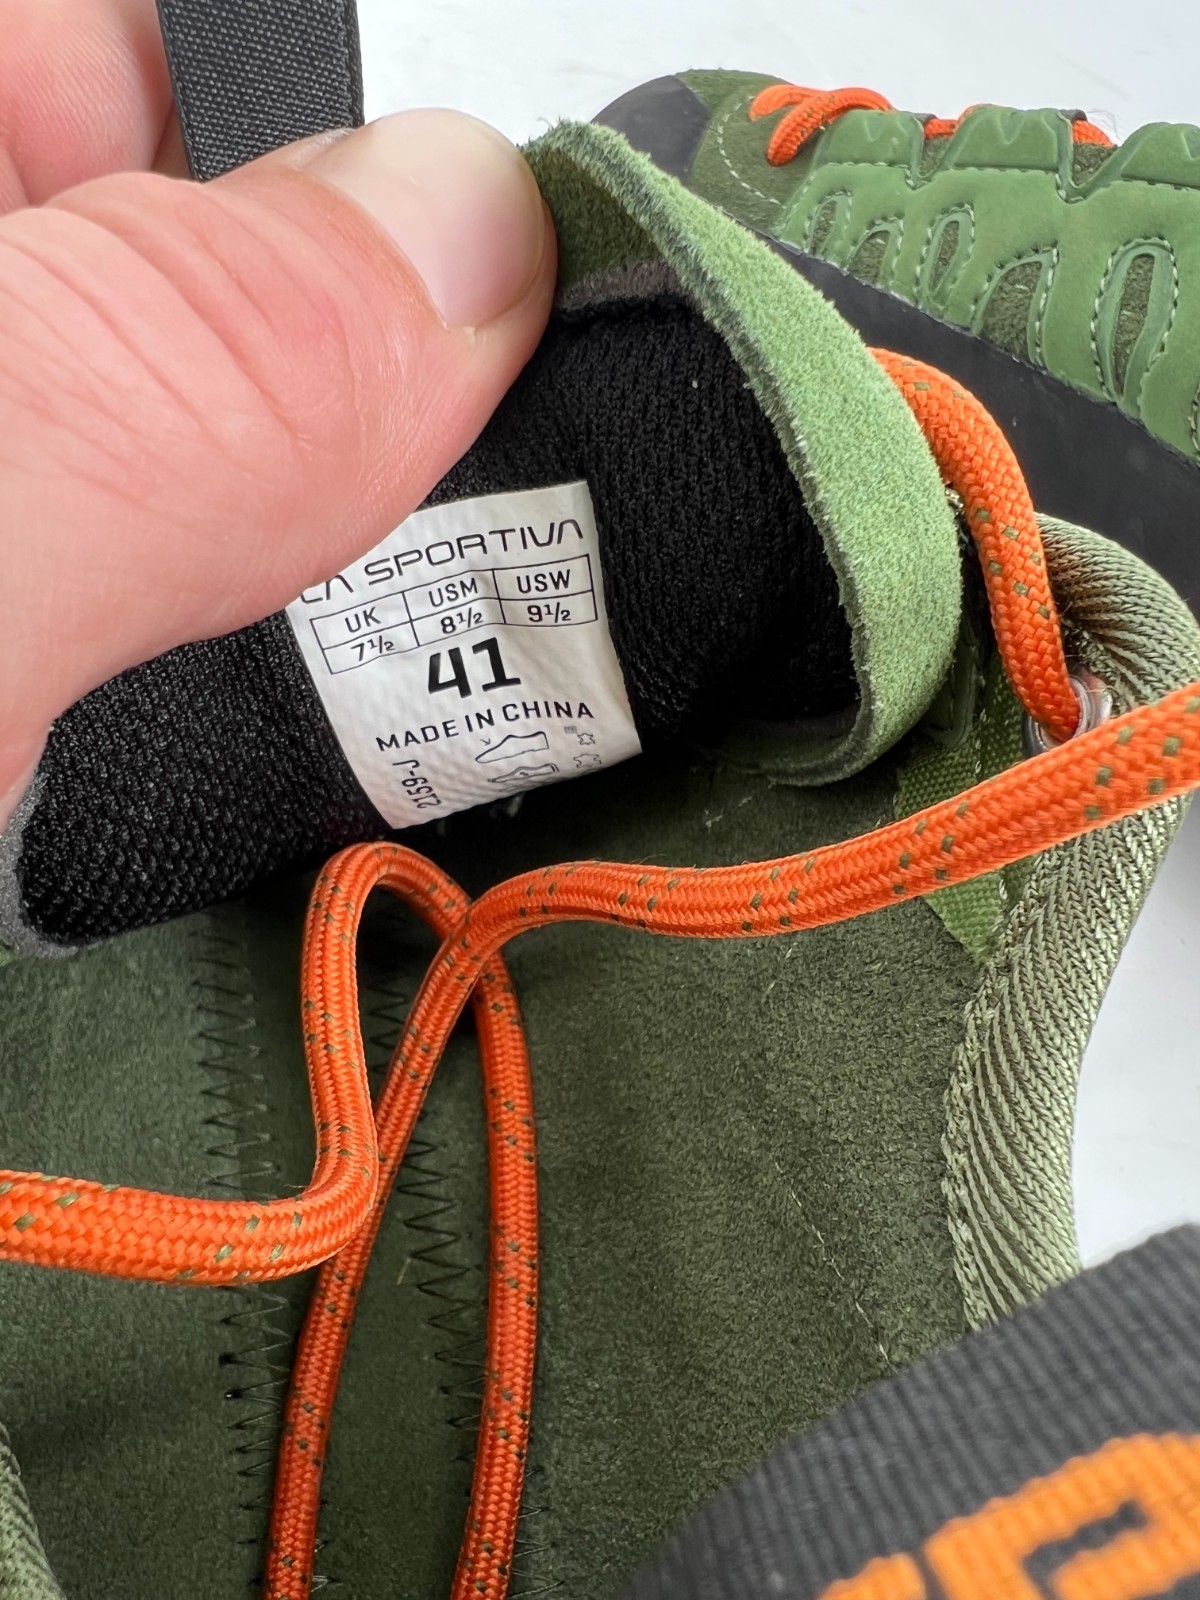 LA SPORTIVA
UK USM USW
7½ 8½ 9½
41
MADE IN CHINA
2159-J